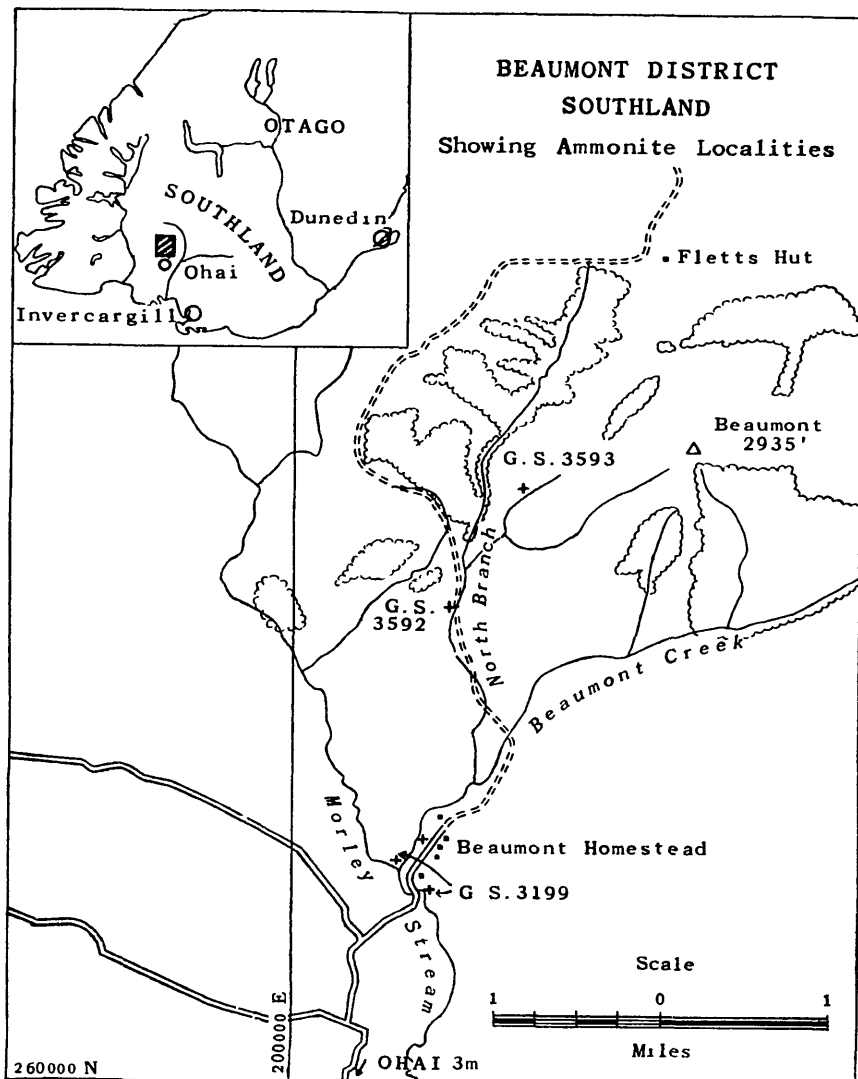 BEAUMONT DISTRICT
SOUTHLAND
Showing Ammonite Localities
OTAGO
SOUTHLAND
Dunedin
Ohai
Invercargill
Fletts Hut
Beaumont
2935'
G.S.3593
G.S.
3592
North Branch
Beaumont Creek
Morley
Stream
Beaumont Homestead
G S.3199
Scale
1 0 1
Miles
200000 E
260000 N
OHAI 3m